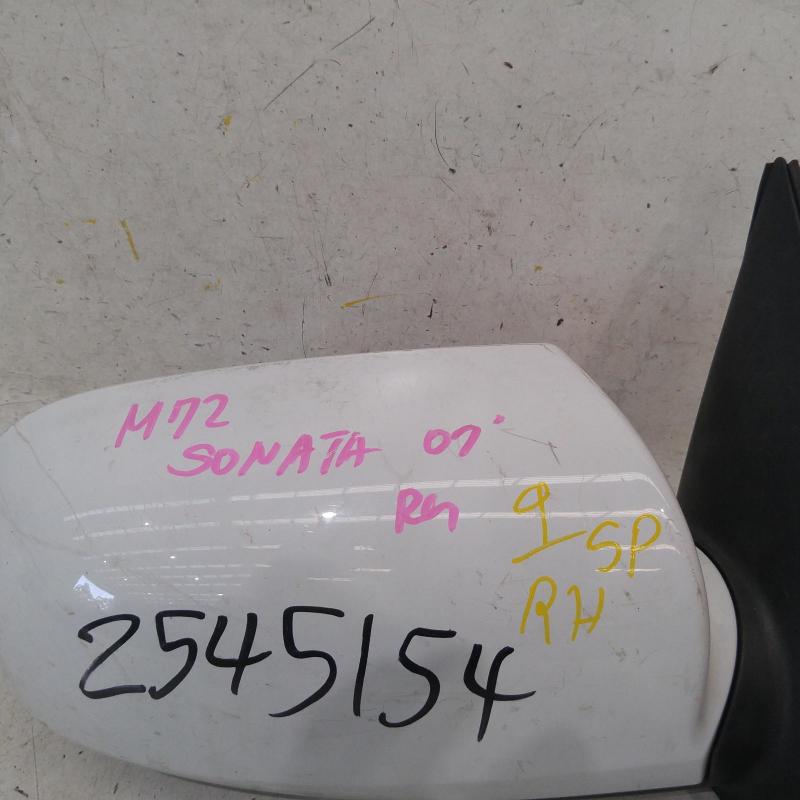 M72
SONATA 07'
RH
9
SP
RH
2545154